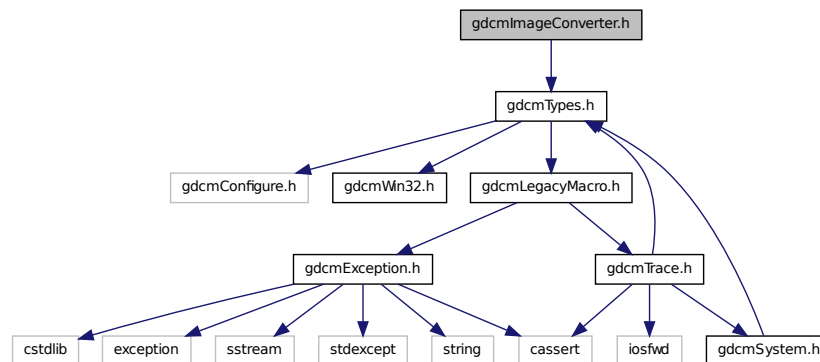 gdcmImageConverter.h
gdcmTypes.h
gdcmConfigure.h
gdcmWin32.h
gdcmLegacyMacro.h
gdcmException.h
gdcmTrace.h
cstdlib
exception
sstream
stdexcept
string
cassert
iosfwd
gdcmSystem.h